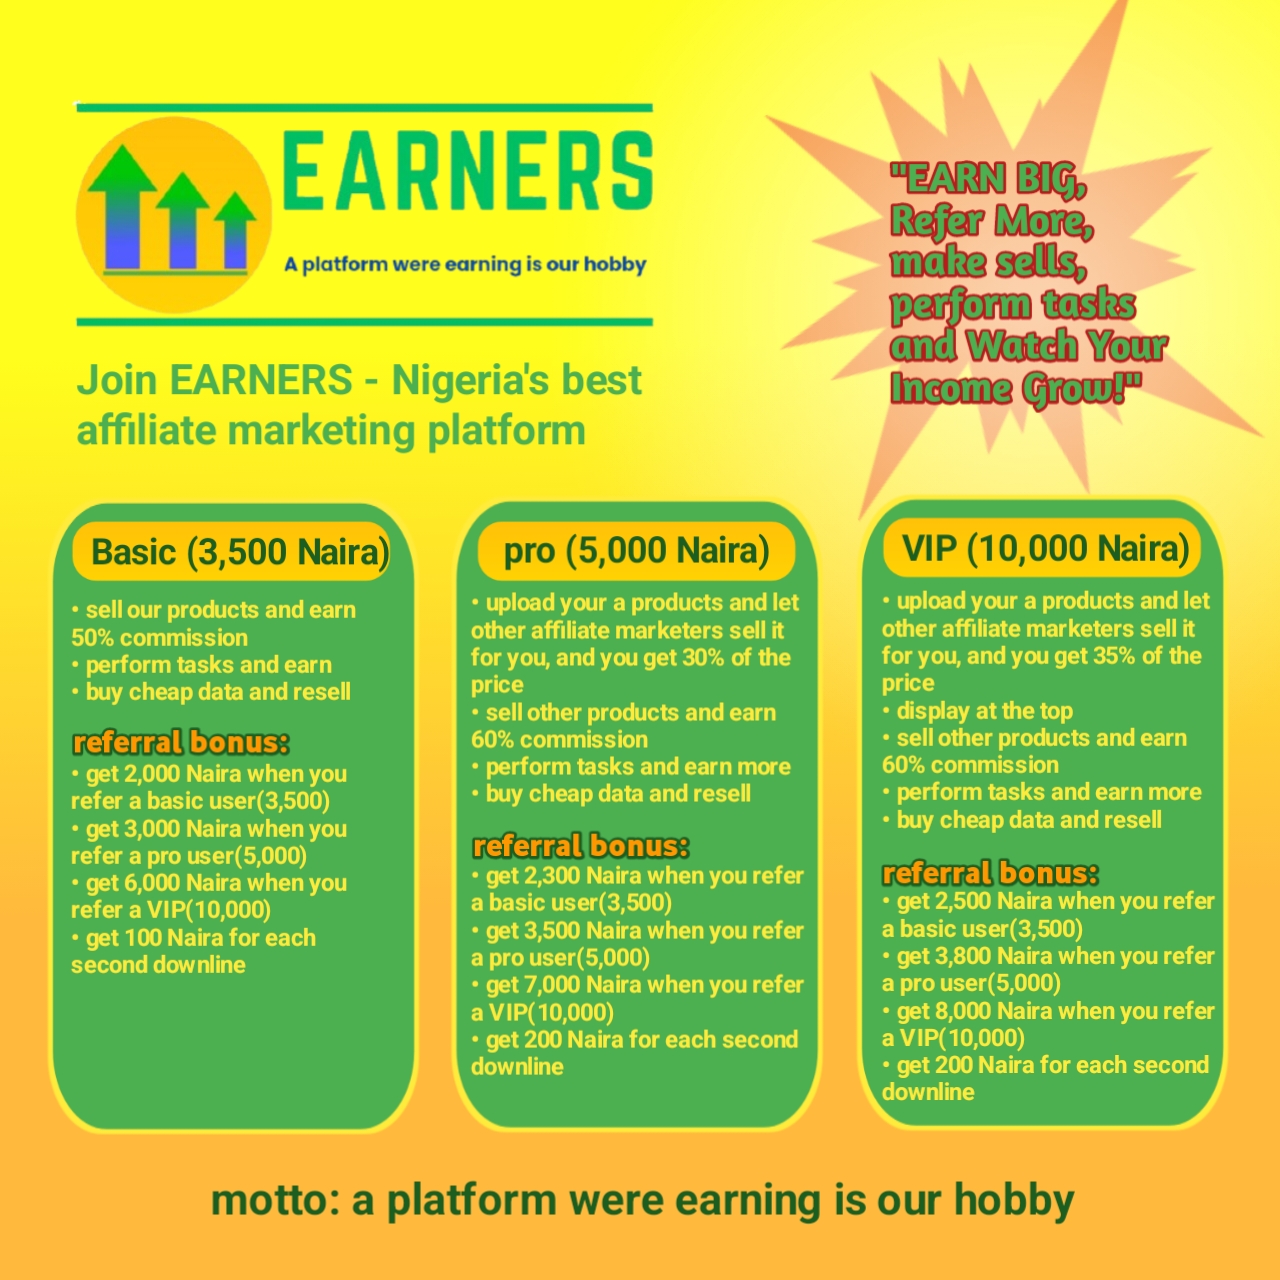 EARNERS
A platform were earning is our hobby
"EARN BIG,
Refer More,
make sells,
perform tasks
and Watch Your
Income Grow!"
Join EARNERS - Nigeria's best
affiliate marketing platform
Basic (3,500 Naira)
• sell our products and earn
50% commission
• perform tasks and earn
• buy cheap data and resell
referral bonus:
• get 2,000 Naira when you
refer a basic user(3,500)
• get 3,000 Naira when you
refer a pro user(5,000)
• get 6,000 Naira when you
refer a VIP(10,000)
• get 100 Naira for each
second downline
pro (5,000 Naira)
• upload your a products and let
other affiliate marketers sell it
for you, and you get 30% of the
price
• sell other products and earn
60% commission
• perform tasks and earn more
• buy cheap data and resell
referral bonus:
• get 2,300 Naira when you refer
a basic user(3,500)
• get 3,500 Naira when you refer
a pro user(5,000)
• get 7,000 Naira when you refer
a VIP(10,000)
• get 200 Naira for each second
downline
VIP (10,000 Naira)
• upload your a products and let
other affiliate marketers sell it
for you, and you get 35% of the
price
• display at the top
• sell other products and earn
60% commission
• perform tasks and earn more
• buy cheap data and resell
referral bonus:
• get 2,500 Naira when you refer
a basic user(3,500)
• get 3,800 Naira when you refer
a pro user(5,000)
• get 8,000 Naira when you refer
a VIP(10,000)
• get 200 Naira for each second
downline
motto: a platform were earning is our hobby